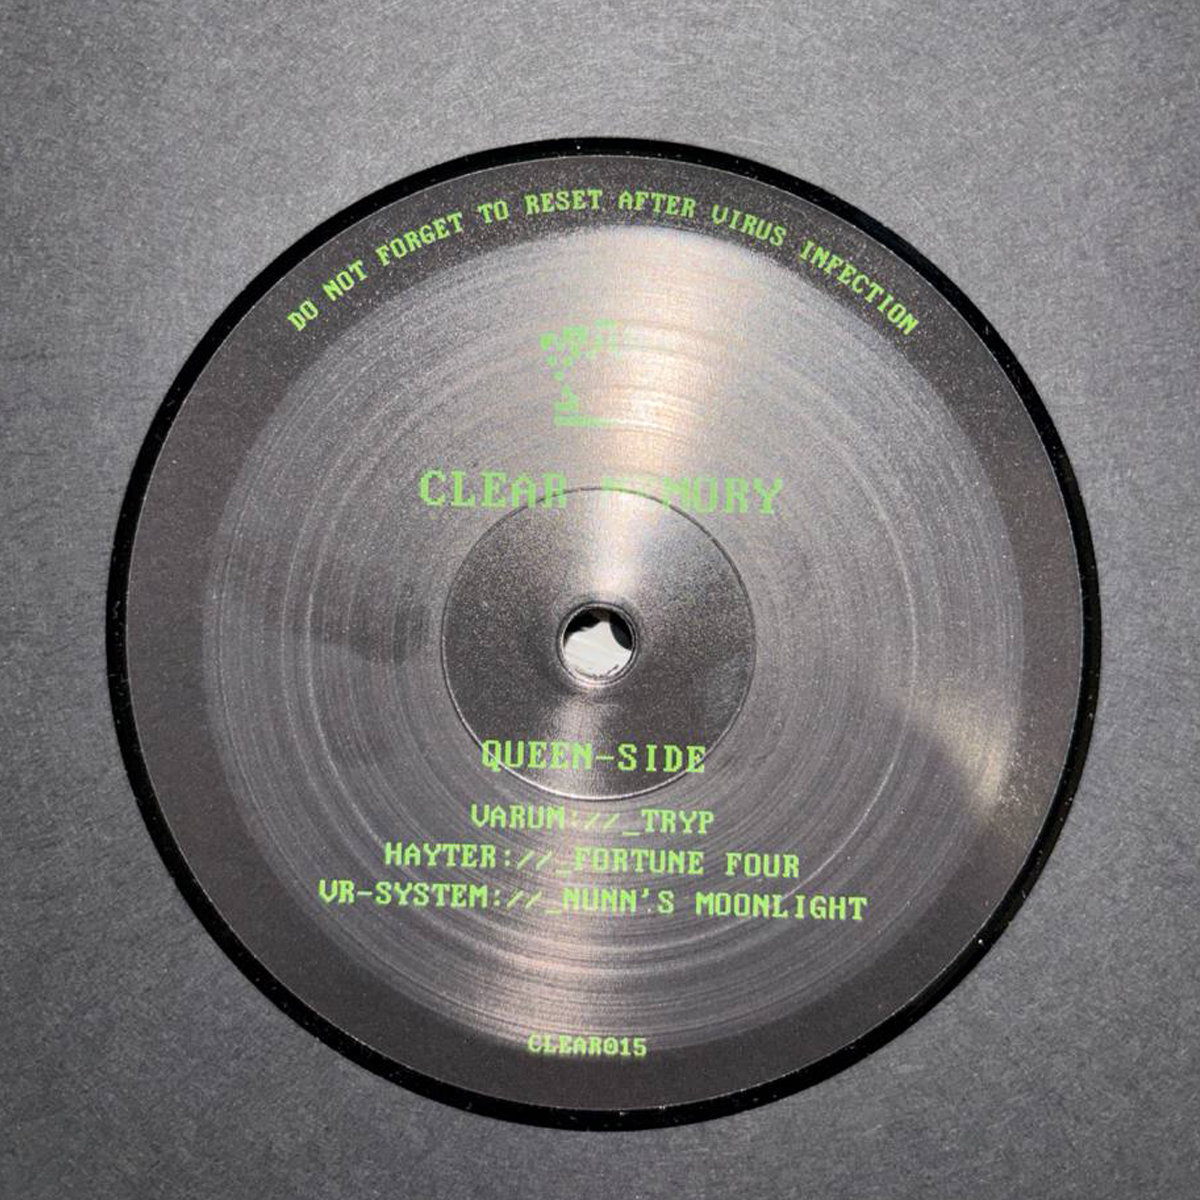 DO NOT FORGET TO RESET AFTER VIRUS INFECTION
CLEAR MEMORY
QUEEN-SIDE
VARUM://_TRYP
HAYTER://_FORTUNE FOUR
VR-SYSTEM://_NUNN'S MOONLIGHT
CLEAR015